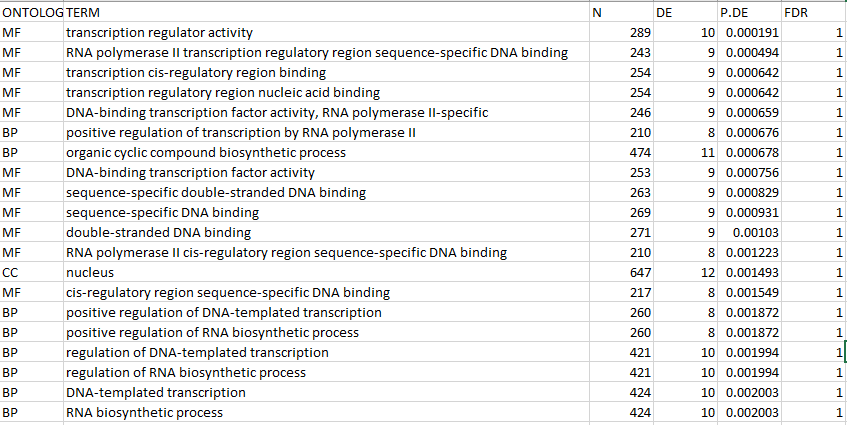 ONTOLOG TERM N DE P.DE FDR
MF transcription regulator activity 289 10 0.000191 1
MF RNA polymerase II transcription regulatory region sequence-specific DNA binding 243 9 0.000494 1
MF transcription cis-regulatory region binding 254 9 0.000642 1
MF transcription regulatory region nucleic acid binding 254 9 0.000642 1
MF DNA-binding transcription factor activity, RNA polymerase II-specific 246 9 0.000659 1
BP positive regulation of transcription by RNA polymerase II 210 8 0.000676 1
BP organic cyclic compound biosynthetic process 474 11 0.000678 1
MF DNA-binding transcription factor activity 253 9 0.000756 1
MF sequence-specific double-stranded DNA binding 263 9 0.000829 1
MF sequence-specific DNA binding 269 9 0.000931 1
MF double-stranded DNA binding 271 9 0.00103 1
MF RNA polymerase II cis-regulatory region sequence-specific DNA binding 210 8 0.001223 1
CC nucleus 647 12 0.001493 1
MF cis-regulatory region sequence-specific DNA binding 217 8 0.001549 1
BP positive regulation of DNA-templated transcription 260 8 0.001872 1
BP positive regulation of RNA biosynthetic process 260 8 0.001872 1
BP regulation of DNA-templated transcription 421 10 0.001994 1
BP regulation of RNA biosynthetic process 421 10 0.001994 1
BP DNA-templated transcription 424 10 0.002003 1
BP RNA biosynthetic process 424 10 0.002003 1